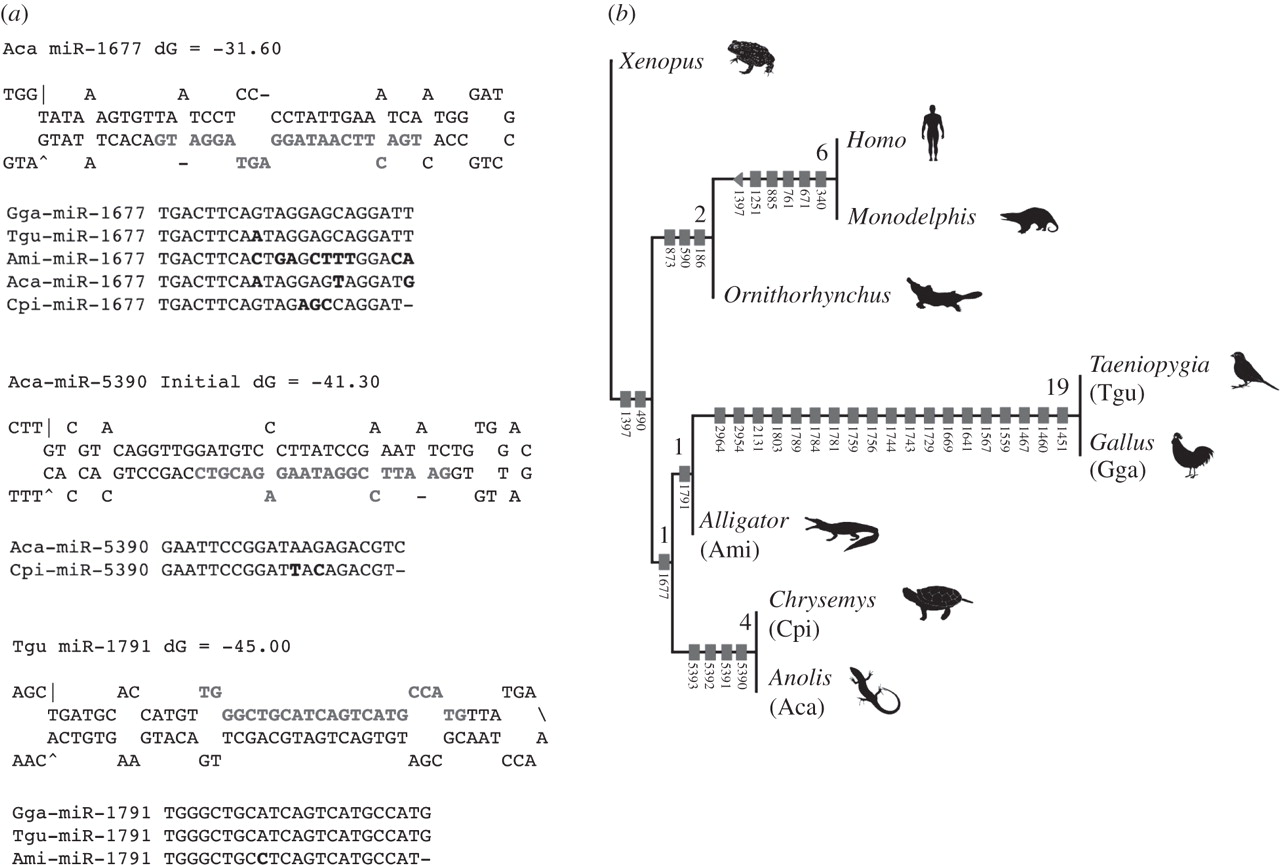 (a)
Aca miR-1677 dG = -31.60
TGG| A A CC- A A GAT
TATA AGTGTTA TCCT CCTATTGAA TCA TGG G
GTAT TCACAGT AGGA GGATAACTT AGT ACC C
GTA^ A - TGA C C GTC
Gga-miR-1677 TGACTTCAGTAGGAGCAGGATT
Tgu-miR-1677 TGACTTCAATAGGAGCAGGATT
Ami-miR-1677 TGACTTCACTGAGCTTTGGACA
Aca-miR-1677 TGACTTCAATAGGAGTAGGATG
Cpi-miR-1677 TGACTTCAGTAGAGCCAGGAT-
Aca-miR-5390 Initial dG = -41.30
CTT| C A C A A TG A
GT GT CAGGTTGGATGTC CTTATCCG AAT TCTG G C
CA CA GTCCGACCTGCAG GAATAGGC TTA AGGT T G
TTT^ C C A C - GT A
Aca-miR-5390 GAATTCCGGATAAGAGACGTC
Cpi-miR-5390 GAATTCCGGATTACAGACGT-
Tgu miR-1791 dG = -45.00
AGC| AC TG CCA TGA
TGATGC CATGT GGCTGCATCAGTCATG TGTTA \
ACTGTG GTACA TCGACGTAGTCAGTGT GCAAT A
AAC^ AA GT AGC CCA
Gga-miR-1791 TGGGCTGCATCAGTCATGCCATG
Tgu-miR-1791 TGGGCTGCATCAGTCATGCCATG
Ami-miR-1791 TGGGCTGCCTCAGTCATGCCAT-
(b)
Xenopus
Homo
6
1397 1251 885 761 671 340
Monodelphis
2
873 590 186
Ornithorhynchus
1397 490
Taeniopygia
(Tgu)
19
2964 2954 2131 1803 1789 1784 1781 1759 1756 1744 1743 1729 1669 1641 1567 1559 1467 1460 1451
Gallus
(Gga)
1
1791
Alligator
(Ami)
1
1677
Chrysemys
(Cpi)
4
5393 5392 5391 5390
Anolis
(Aca)